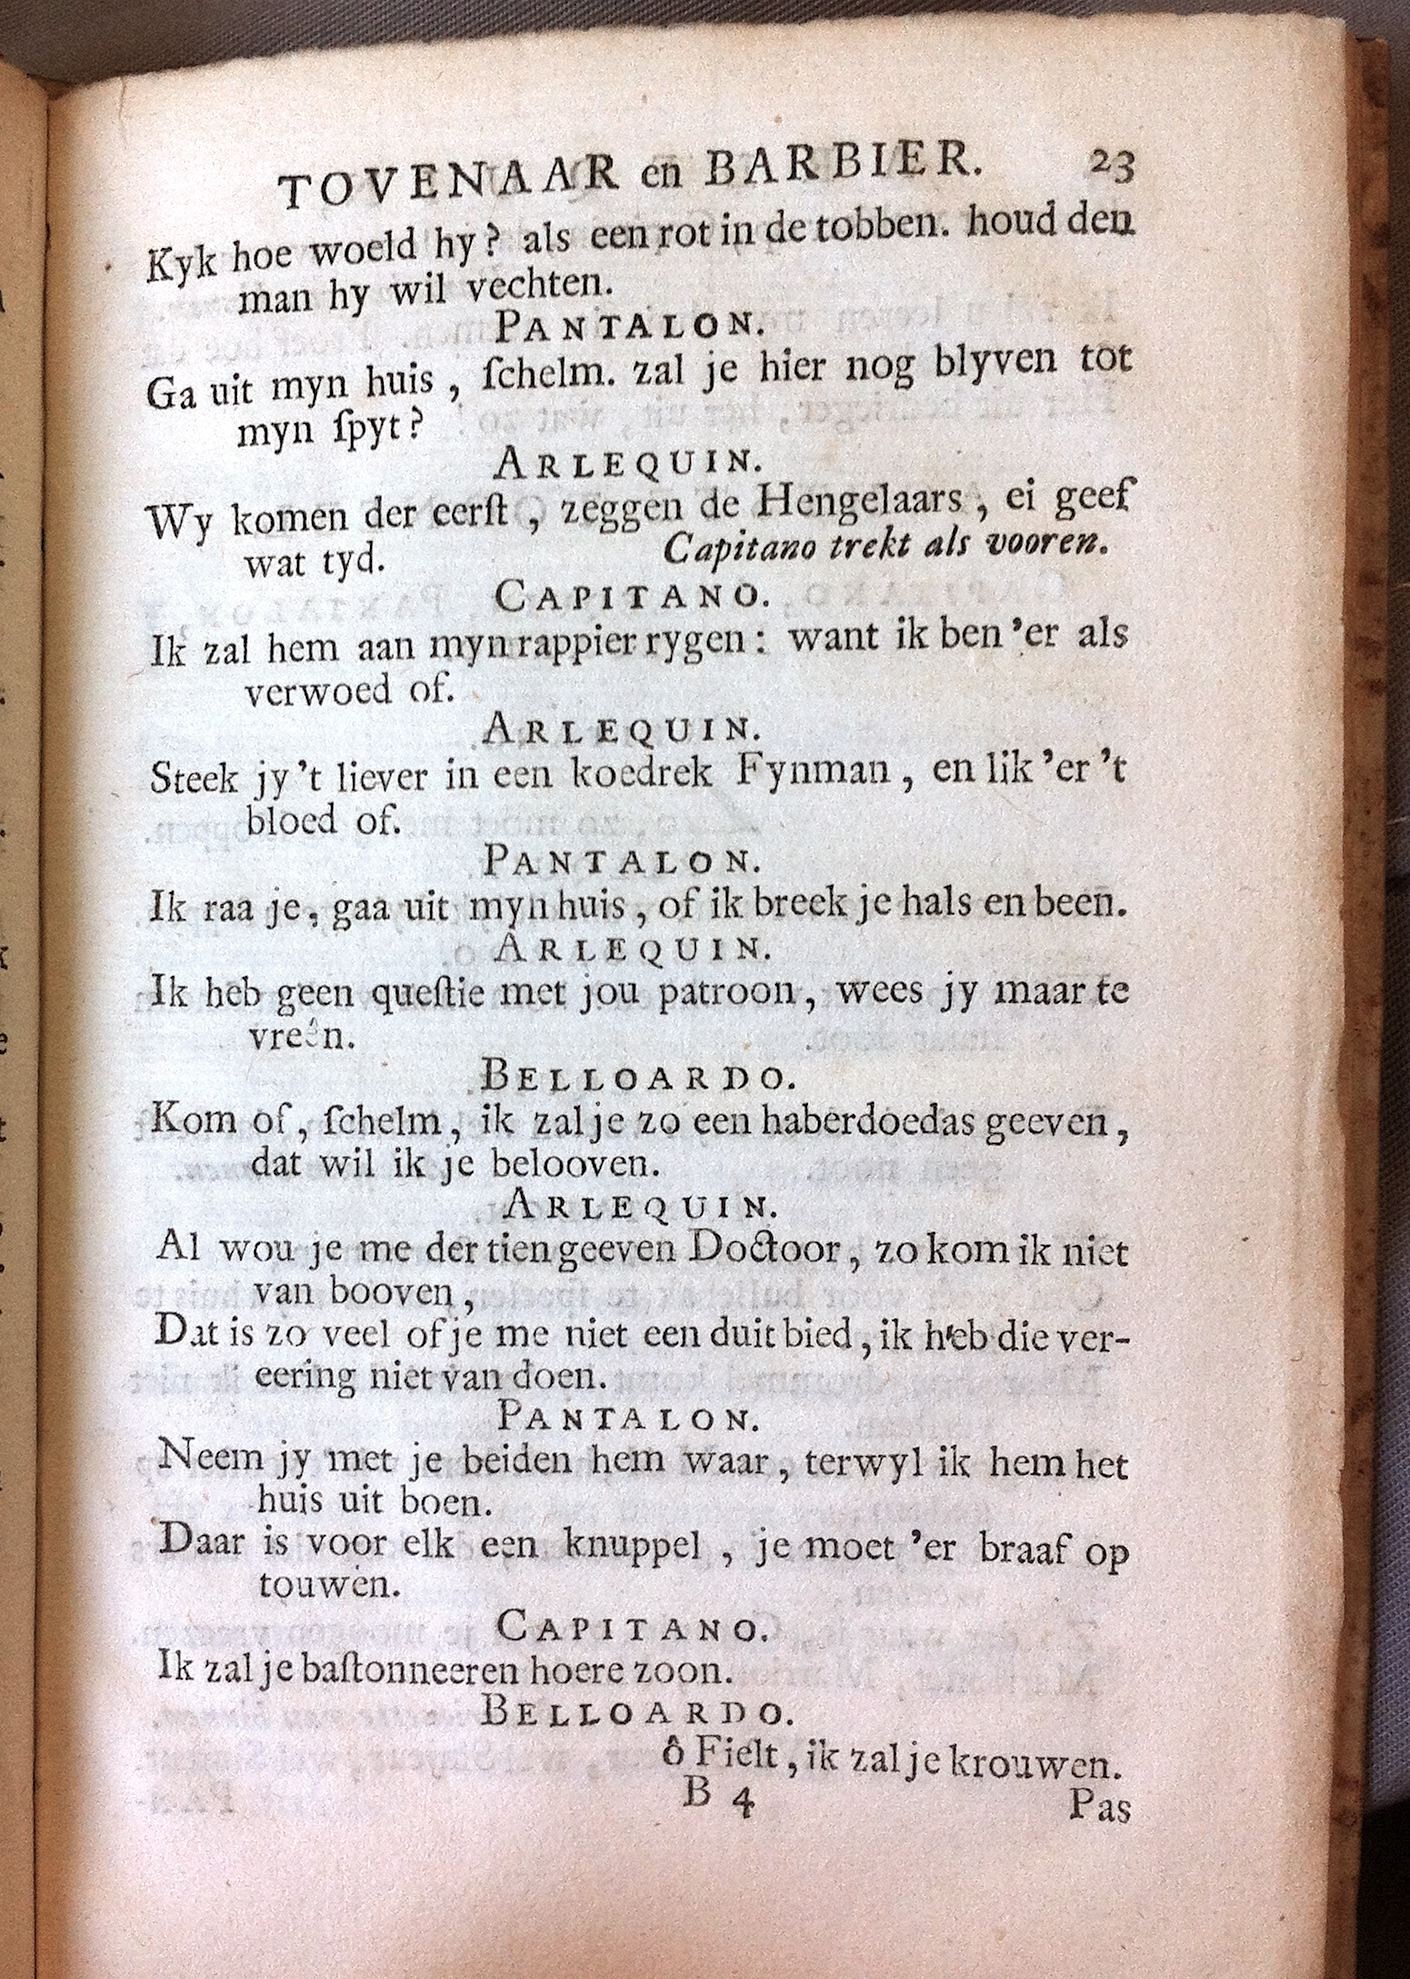 TOVENAAR en BARBIER. 23
Kyk hoe woeld hy? als een rot in de tobben. houd den
man hy wil vechten.
PANTALON.
Ga uit myn huis, ſchelm. zal je hier nog blyven tot
myn ſpyt?
ARLEQUIN.
Wy komen der eerſt, zeggen de Hengelaars, ei geef
wat tyd. Capitano trekt als vooren.
CAPITANO.
Ik zal hem aan myn rappier rygen: want ik ben 'er als
verwoed of.
ARLEQUIN.
Steek jy 't liever in een koedrek Fynman, en lik 'er 't
bloed of.
PANTALON.
Ik raa je, gaa uit myn huis, of ik breek je hals en been.
ARLEQUIN.
Ik heb geen queſtie met jou patroon, wees jy maar te
vreên.
BELLOARDO.
Kom of, ſchelm, ik zal je zo een haberdoedas geeven,
dat wil ik je belooven.
ARLEQUIN.
Al wou je me der tien geeven Doctoor, zo kom ik niet
van booven,
Dat is zo veel of je me niet een duit bied, ik heb die ver-
eering niet van doen.
PANTALON.
Neem jy met je beiden hem waar, terwyl ik hem het
huis uit boen.
Daar is voor elk een knuppel, je moet 'er braaf op
touwen.
CAPITANO.
Ik zal je baſtonneeren hoere zoon.
BELLOARDO.
ô Fielt, ik zal je krouwen.
B 4 Pas